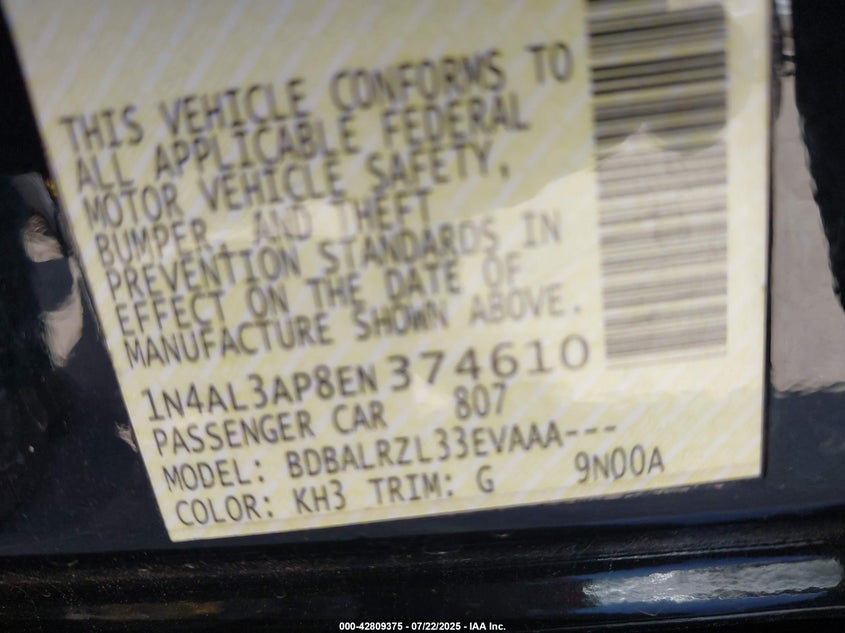 THIS VEHICLE CONFORMS TO
ALL APPLICABLE FEDERAL
MOTOR VEHICLE SAFETY,
BUMPER, AND THEFT
PREVENTION STANDARDS IN
EFFECT ON THE DATE OF
MANUFACTURE SHOWN ABOVE.
1N4AL3AP8EN 374610
PASSENGER CAR 807
MODEL: BDBALRZL33EVAAA---
COLOR: KH3 TRIM: G 9N00A
000-42809375 - 07/22/2025 - IAA Inc.